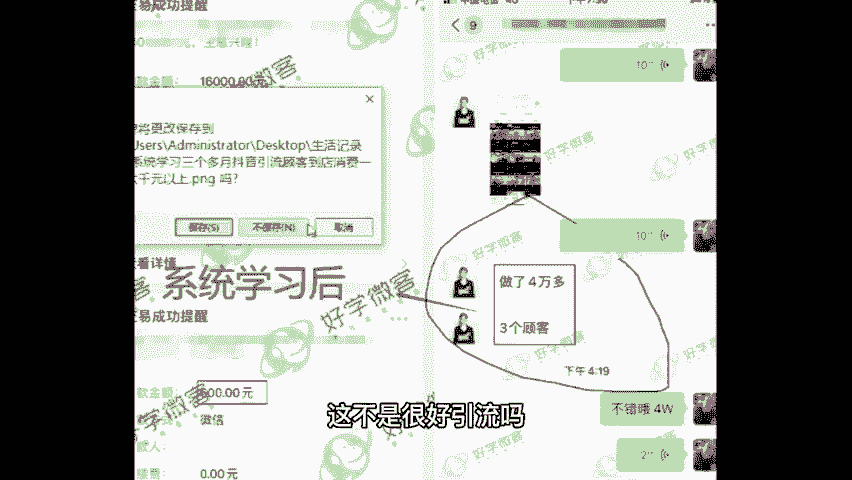 易成功提醒
9
16000.00元
10"
将更改保存到
Users\Administrator\Desktop\生活记录
系统学习三个多月抖音引流顾客到店消费一
千元以上.png 吗?
保存(S)
不保存(N)
取消
10"
看详情
系统学习后
好学微客
做了4万多
3个顾客
易成功提醒
下午 4:19
款金额:
600.00元
不错哦 4W
微信
这不是很好引流吗
2"
0.00元